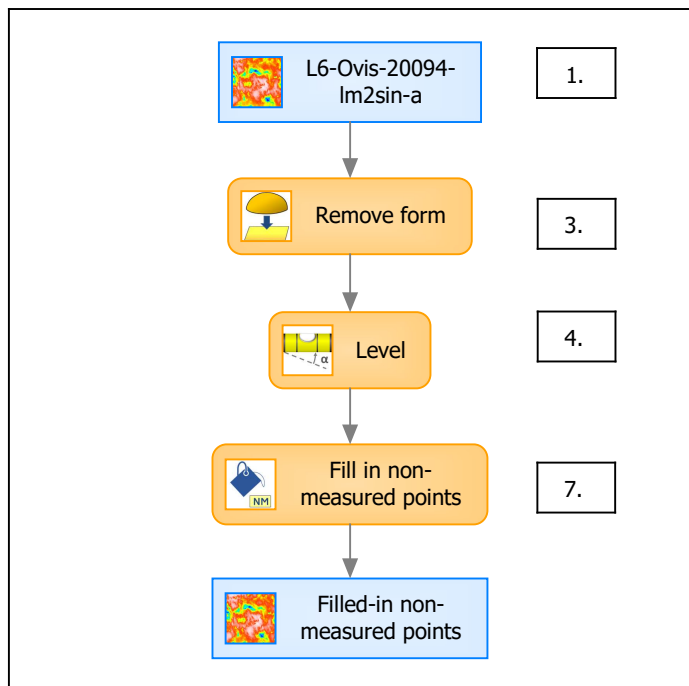 L6-Ovis-20094-
lm2sin-a
1.
Remove form
3.
α
Level
4.
NM
Fill in non-
measured points
7.
Filled-in non-
measured points